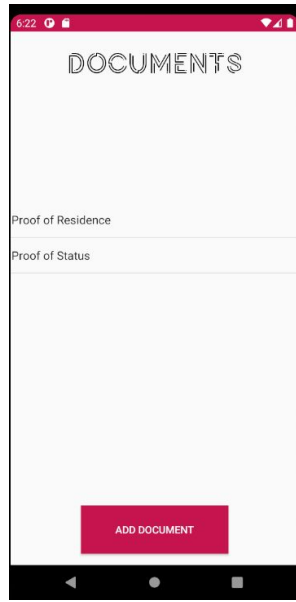 6:22
DOCUMENTS
Proof of Residence
Proof of Status
ADD DOCUMENT